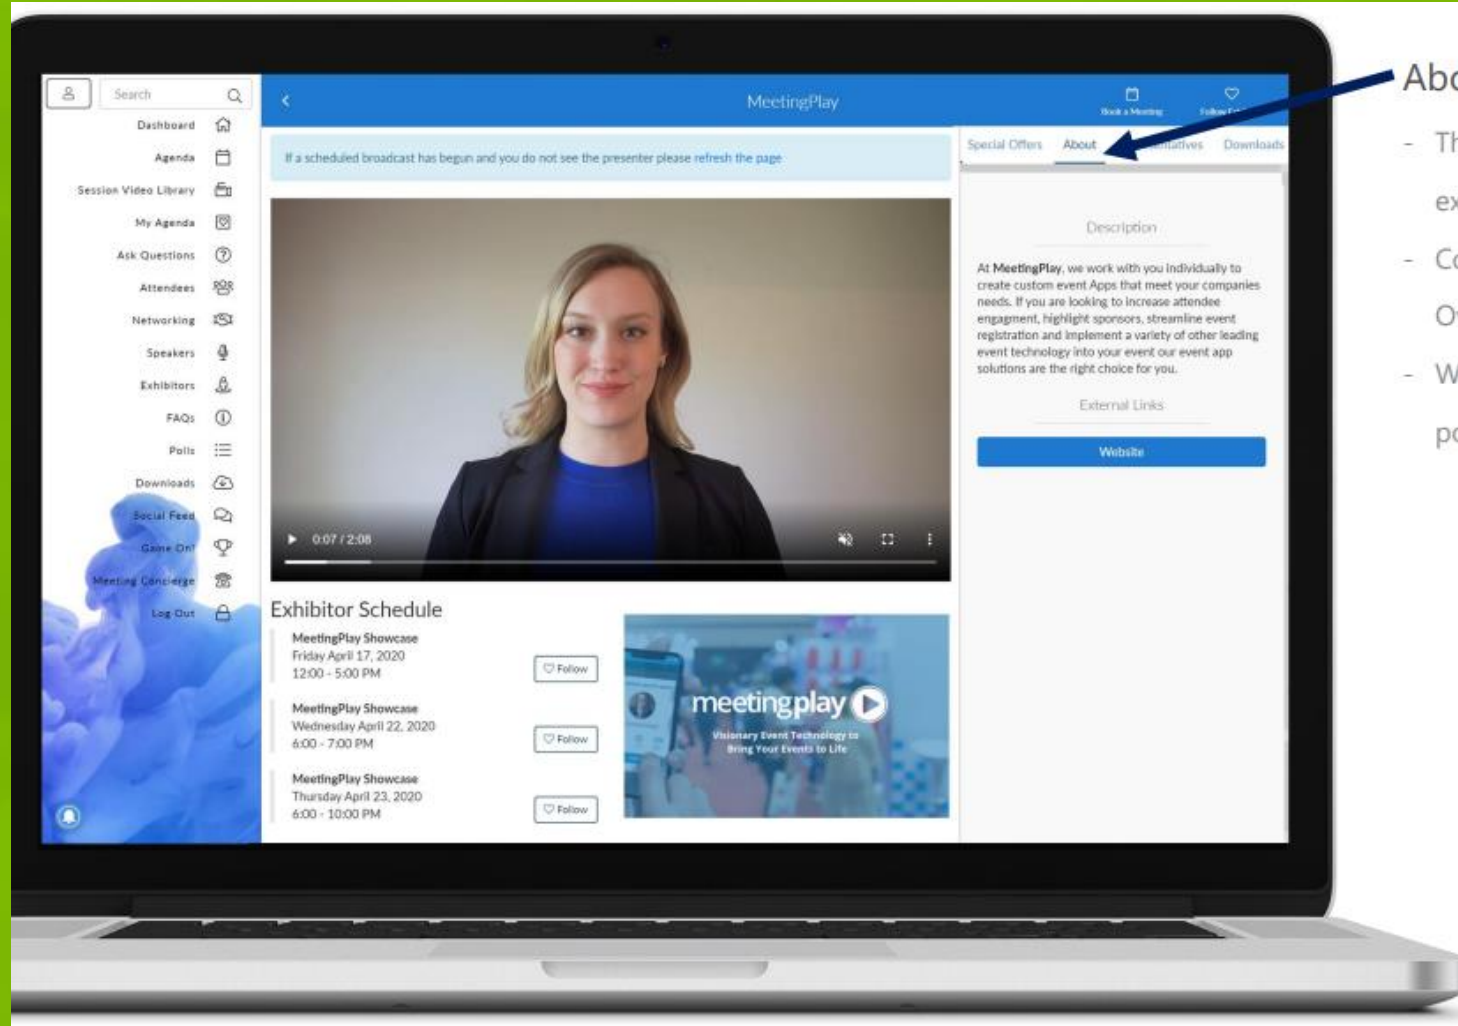 Search
Dashboard
Agenda
Session Video Library
My Agenda
Ask Questions
Attendees
Networking
Speakers
Exhibitors
FAQs
Polls
Downloads
Social Feed
Game On!
Meeting Concierge
Log Out
MeetingPlay
Book a Meeting
If a scheduled broadcast has begun and you do not see the presenter please refresh the page
0:07 / 2:08
Exhibitor Schedule
MeetingPlay Showcase
Friday April 17, 2020
12:00 - 5:00 PM
Follow
MeetingPlay Showcase
Wednesday April 22, 2020
6:00 - 7:00 PM
Follow
MeetingPlay Showcase
Thursday April 23, 2020
6:00 - 10:00 PM
Follow
meetingplay
Visionary Event Technology to
Bring Your Events to Life
Special Offers About Downloads
Description
At MeetingPlay, we work with you individually to
create custom event Apps that meet your companies
needs. If you are looking to increase attendee
engagment, highlight sponsors, streamline event
registration and implement a variety of other leading
event technology into your event our event app
solutions are the right choice for you.
External Links
Website